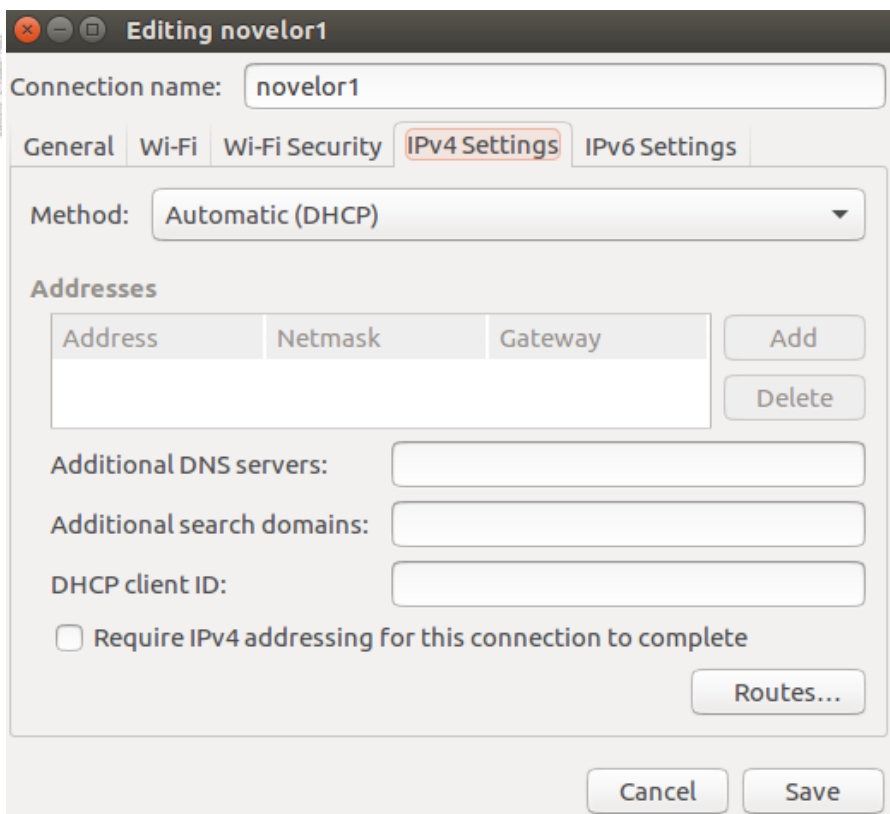 Editing novelor1
Connection name: novelor1
General Wi-Fi Wi-Fi Security IPv4 Settings IPv6 Settings
Method: Automatic (DHCP)
Addresses
Address Netmask Gateway Add
Delete
Additional DNS servers:
Additional search domains:
DHCP client ID:
Require IPv4 addressing for this connection to complete
Routes...
Cancel Save